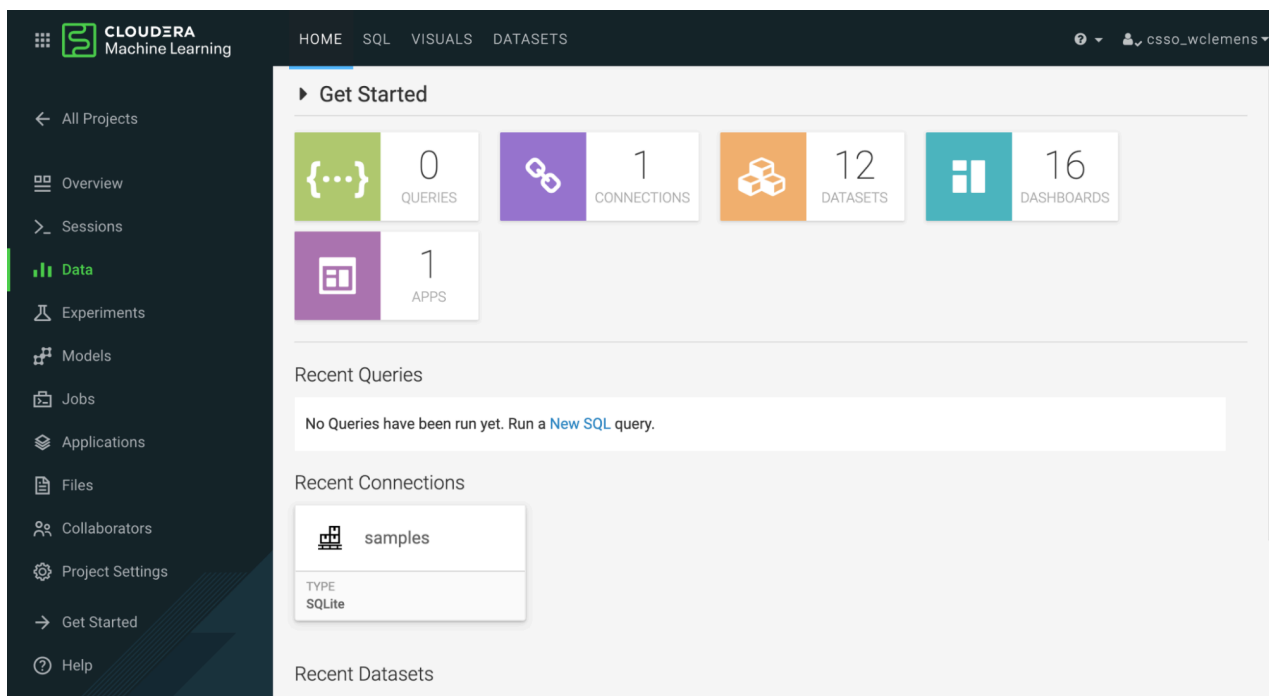 CLOUDERA
Machine Learning
HOME SQL VISUALS DATASETS
csso_wclemens
All Projects
Overview
Sessions
Data
Experiments
Models
Jobs
Applications
Files
Collaborators
Project Settings
Get Started
Help
Get Started
0
QUERIES
1
CONNECTIONS
12
DATASETS
16
DASHBOARDS
1
APPS
Recent Queries
No Queries have been run yet. Run a New SQL query.
Recent Connections
samples
TYPE
SQLite
Recent Datasets